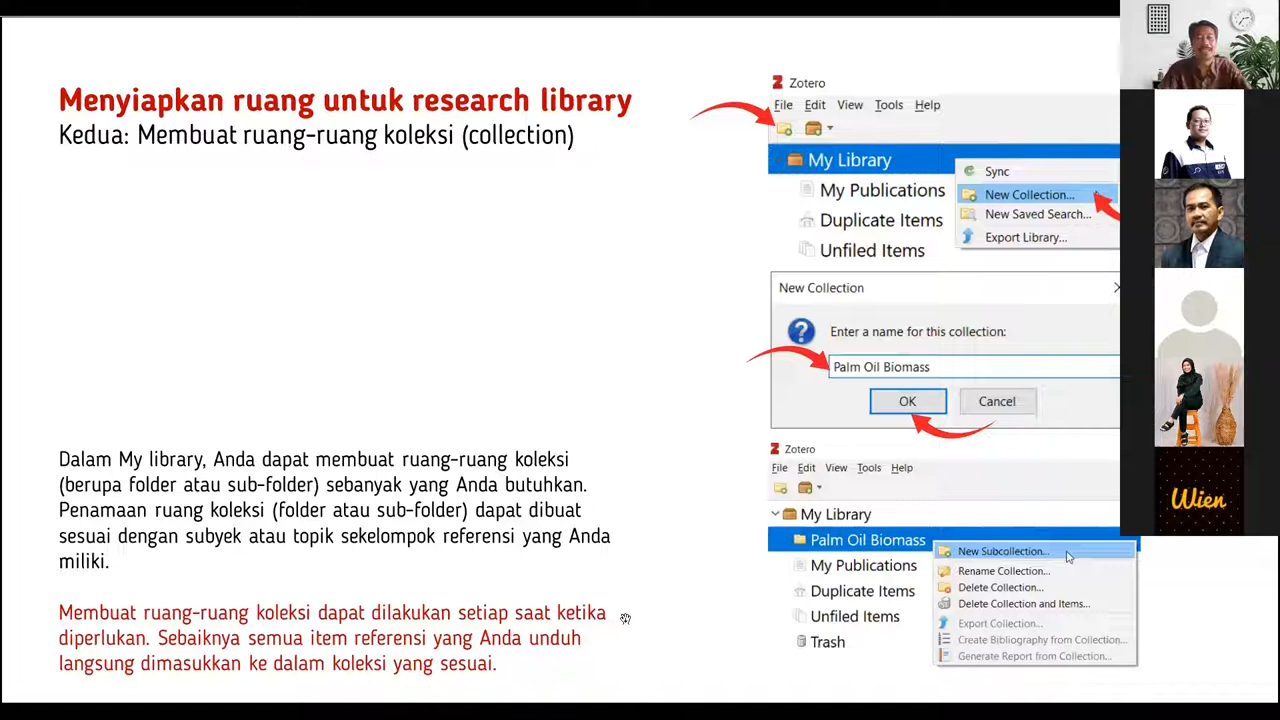 Menyiapkan ruang untuk research library
Kedua: Membuat ruang-ruang koleksi (collection)
Dalam My library, Anda dapat membuat ruang-ruang koleksi
(berupa folder atau sub-folder) sebanyak yang Anda butuhkan.
Penamaan ruang koleksi (folder atau sub-folder) dapat dibuat
sesuai dengan subyek atau topik sekelompok referensi yang Anda
miliki.
Membuat ruang-ruang koleksi dapat dilakukan setiap saat ketika
diperlukan. Sebaiknya semua item referensi yang Anda unduh
langsung dimasukkan ke dalam koleksi yang sesuai.
Zotero
File Edit View Tools Help
My Library
My Publications
Duplicate Items
Unfiled Items
Sync
New Collection...
New Saved Search...
Export Library...
New Collection
Enter a name for this collection:
Palm Oil Biomass
OK Cancel
Zotero
File Edit View Tools Help
My Library
Palm Oil Biomass
My Publications
Duplicate Items
Unfiled Items
Trash
New Subcollection...
Rename Collection...
Delete Collection...
Delete Collection and Items...
Export Collection...
Create Bibliography from Collection...
Generate Report from Collection...
Wien